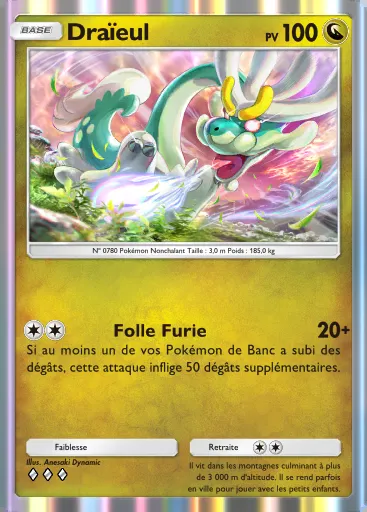 BASE Draïeul PV 100
N° 0780 Pokémon Nonchalant Taille : 3,0 m Poids : 185,0 kg
Folle Furie 20+
Si au moins un de vos Pokémon de Banc a subi des
dégâts, cette attaque inflige 50 dégâts supplémentaires.
Faiblesse Retraite
Illus. Anesaki Dynamic
Il vit dans les montagnes culminant à plus
de 3 000 m d'altitude. Il se rend parfois
en ville pour jouer avec les petits enfants.